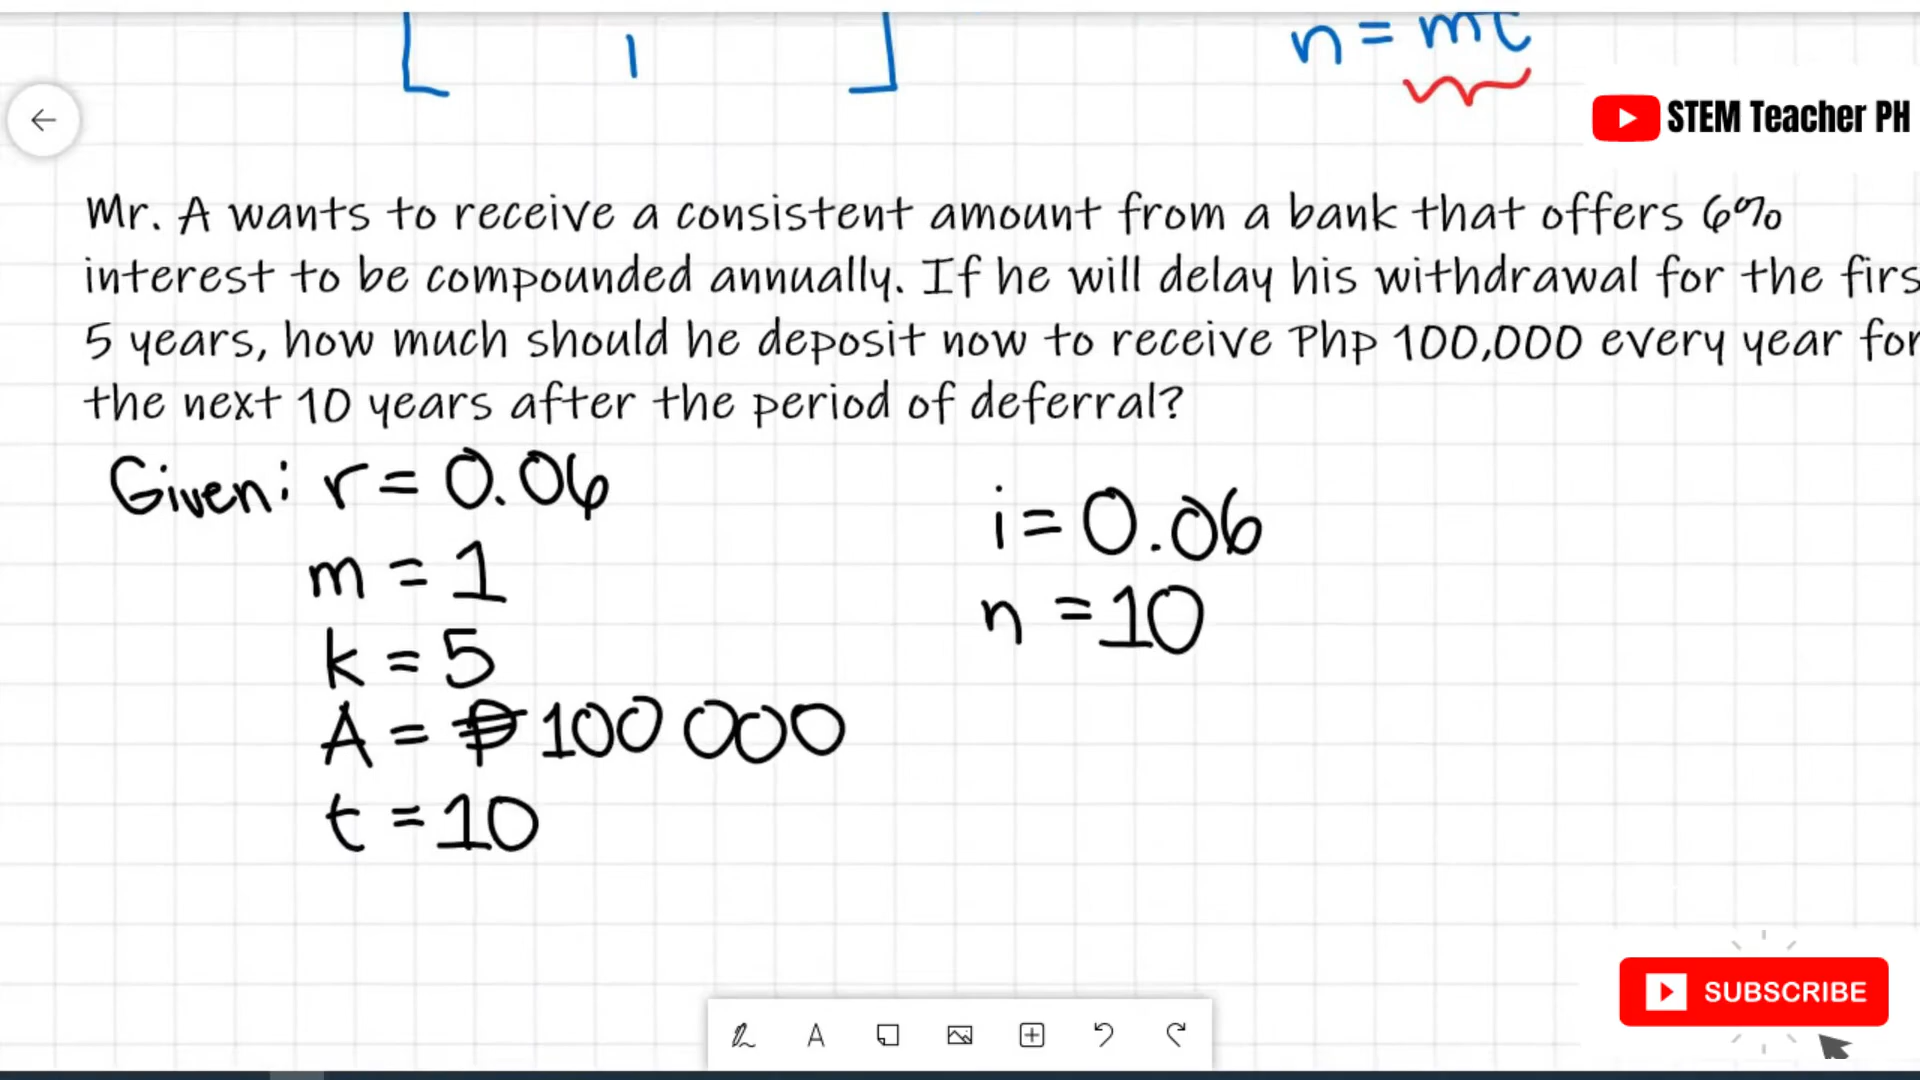 1
n = mt
STEM Teacher PH
Mr. A wants to receive a consistent amount from a bank that offers 6%
interest to be compounded annually. If he will delay his withdrawal for the firs
5 years, how much should he deposit now to receive Php 100,000 every year for
the next 10 years after the period of deferral?
Given: r = 0.06
m = 1
k = 5
A = ₱100 000
t = 10
i = 0.06
n = 10
A
SUBSCRIBE